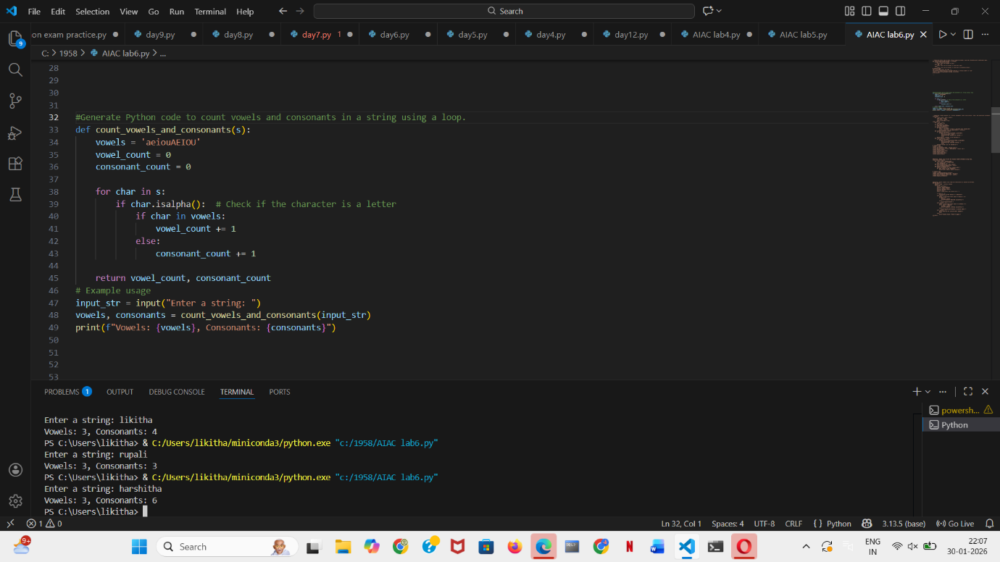 File Edit Selection View Go Run Terminal Help Search
on exam practice.py day9.py day8.py day7.py 1 day6.py day5.py day4.py day12.py AIAC lab4.py AIAC lab5.py AIAC lab6.py
9
C: > 1958 > AIAC lab6.py > ...
28
29
30
31
32 #Generate Python code to count vowels and consonants in a string using a loop.
33 def count_vowels_and_consonants(s):
34 vowels = 'aeiouAEIOU'
35 vowel_count = 0
36 consonant_count = 0
37
38 for char in s:
39 if char.isalpha():  # Check if the character is a letter
40 if char in vowels:
41 vowel_count += 1
42 else:
43 consonant_count += 1
44
45 return vowel_count, consonant_count
46 # Example usage
47 input_str = input("Enter a string: ")
48 vowels, consonants = count_vowels_and_consonants(input_str)
49 print(f"Vowels: {vowels}, Consonants: {consonants}")
50
51
52
53
PROBLEMS 1 OUTPUT DEBUG CONSOLE TERMINAL PORTS
Enter a string: likitha
Vowels: 3, Consonants: 4
PS C:\Users\likitha> & C:/Users/likitha/miniconda3/python.exe "c:/1958/AIAC lab6.py"
Enter a string: rupali
Vowels: 3, Consonants: 3
PS C:\Users\likitha> & C:/Users/likitha/miniconda3/python.exe "c:/1958/AIAC lab6.py"
Enter a string: harshitha
Vowels: 3, Consonants: 6
PS C:\Users\likitha>
powersh...
Python
1 0 Ln 32, Col 1 Spaces: 4 UTF-8 CRLF {} Python 3.13.5 (base) Go Live
9+ Search ENG IN 22:07 30-01-2026